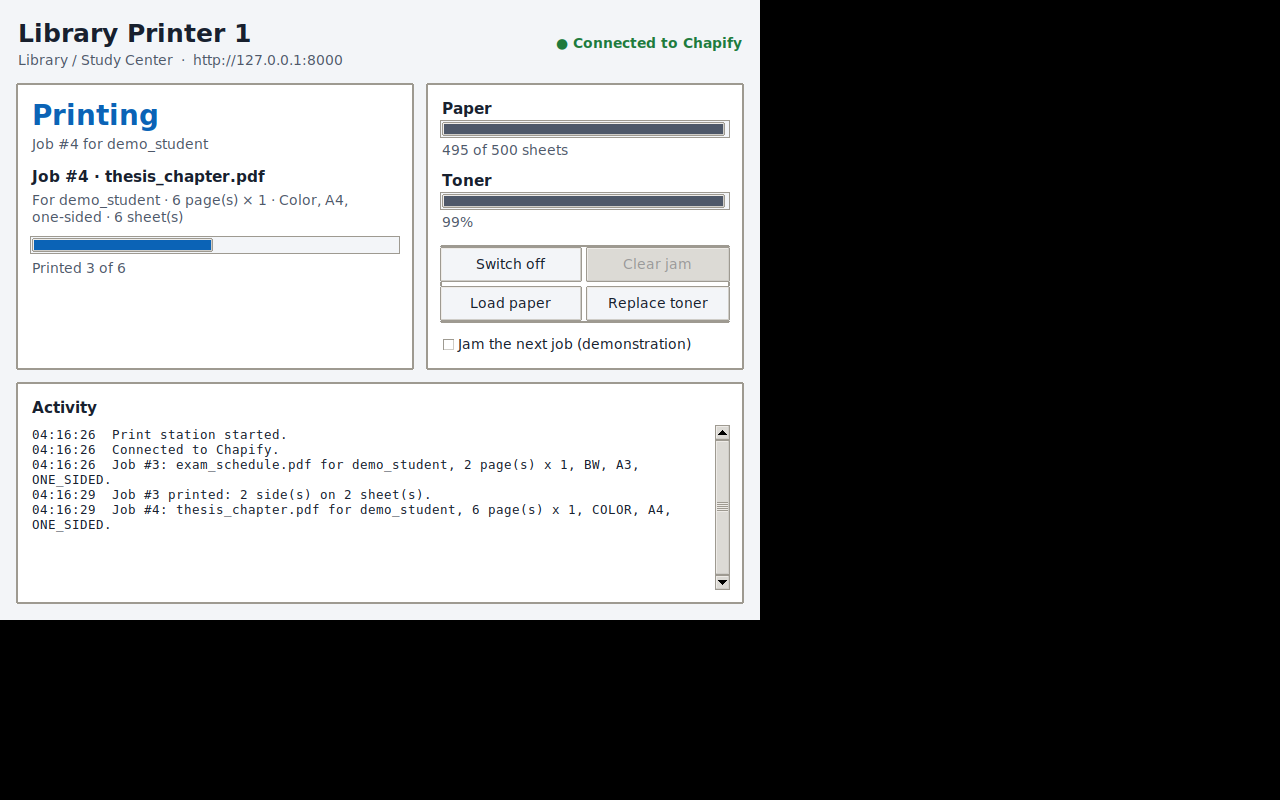 Library Printer 1
Library / Study Center · http://127.0.0.1:8000
● Connected to Chapify
Printing
Job #4 for demo_student
Job #4 · thesis_chapter.pdf
For demo_student · 6 page(s) × 1 · Color, A4,
one-sided · 6 sheet(s)
Printed 3 of 6
Paper
495 of 500 sheets
Toner
99%
Switch off
Clear jam
Load paper
Replace toner
Jam the next job (demonstration)
Activity
04:16:26  Print station started.
04:16:26  Connected to Chapify.
04:16:26  Job #3: exam_schedule.pdf for demo_student, 2 page(s) x 1, BW, A3,
ONE_SIDED.
04:16:29  Job #3 printed: 2 side(s) on 2 sheet(s).
04:16:29  Job #4: thesis_chapter.pdf for demo_student, 6 page(s) x 1, COLOR, A4,
ONE_SIDED.